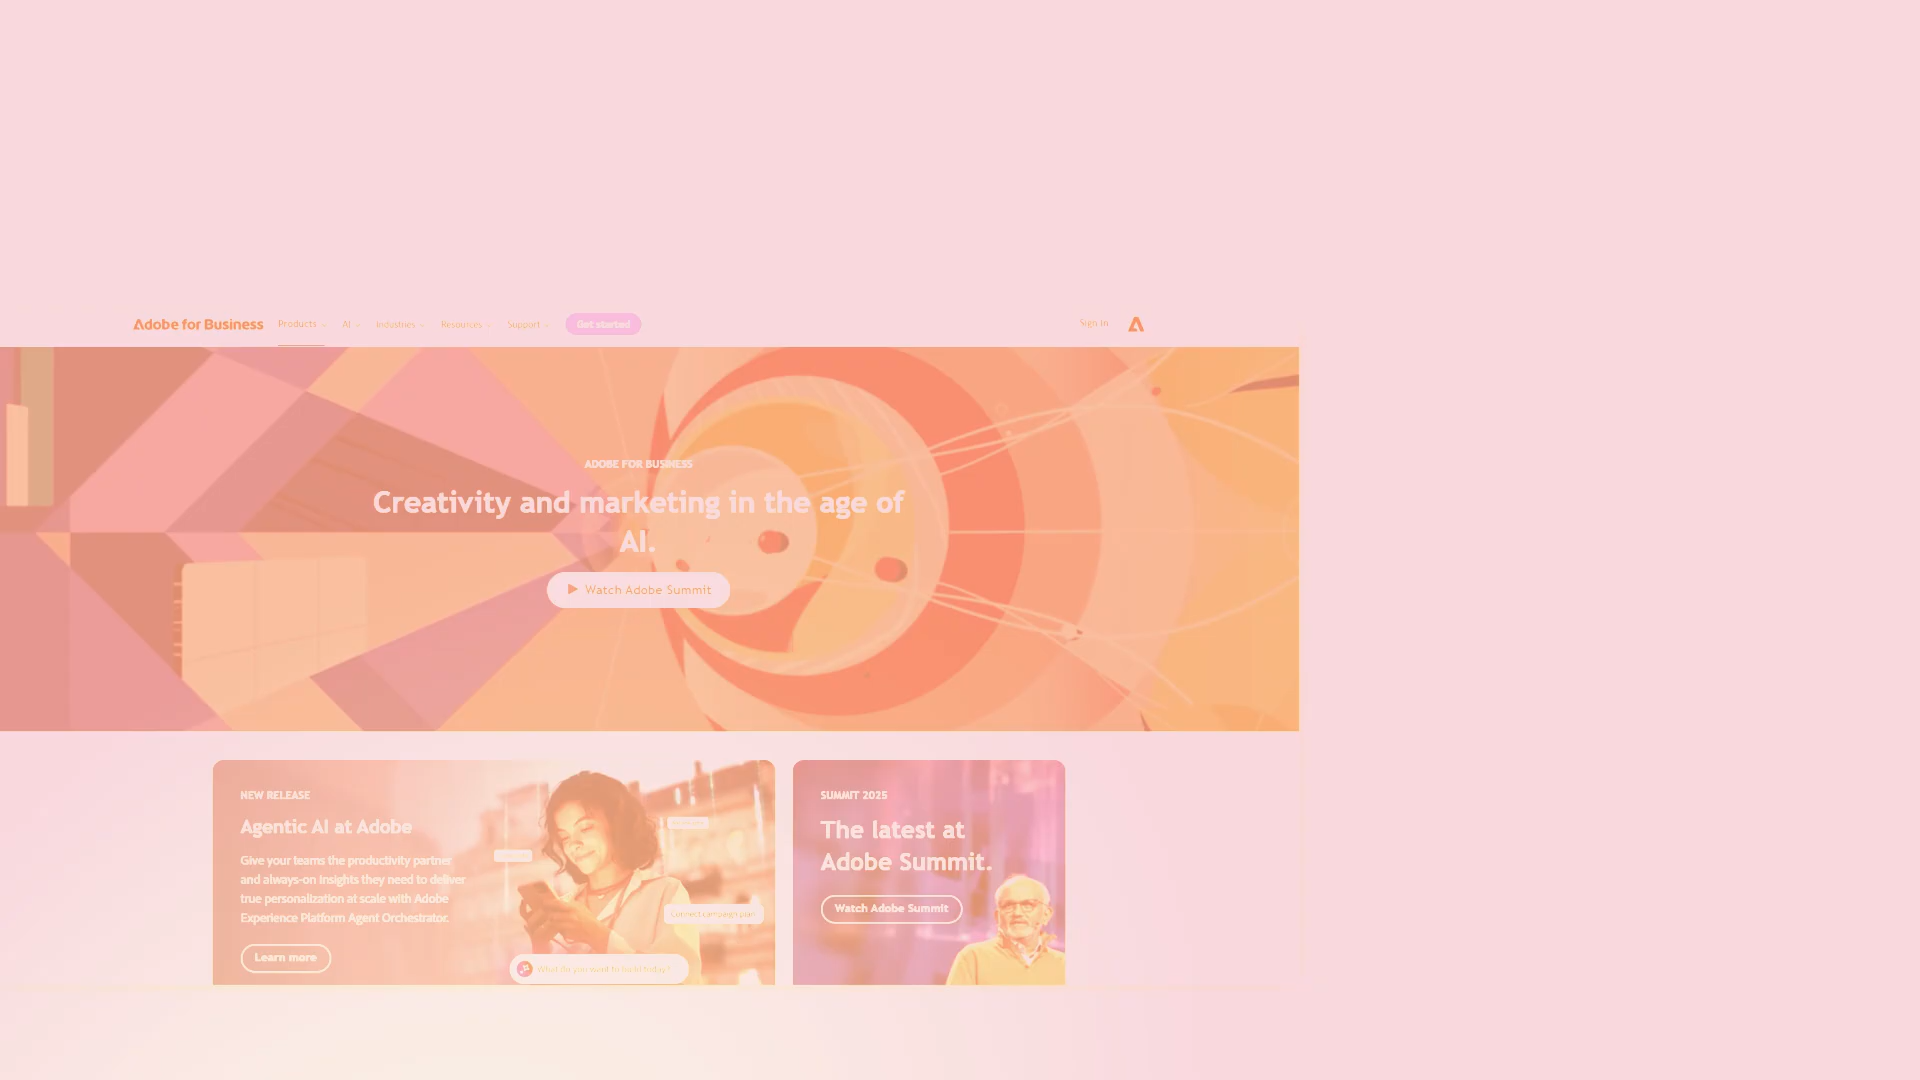 Adobe for Business
Products
AI
Industries
Resources
Support
Get started
Sign In
ADOBE FOR BUSINESS
Creativity and marketing in the age of
AI.
Watch Adobe Summit
NEW RELEASE
Agentic AI at Adobe
Give your teams the productivity partner
and always-on insights they need to deliver
true personalization at scale with Adobe
Experience Platform Agent Orchestrator.
Learn more
Connect campaign plan
What do you want to build today?
SUMMIT 2025
The latest at
Adobe Summit.
Watch Adobe Summit